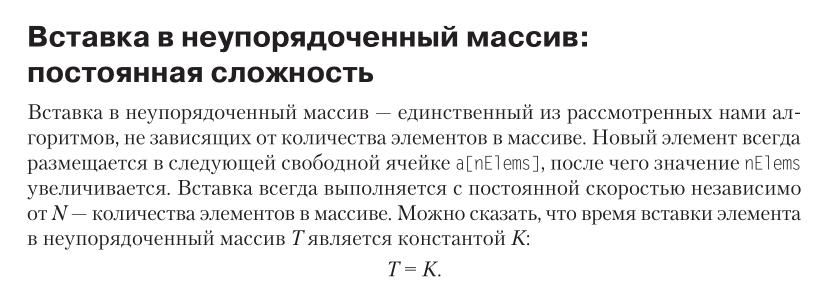 Вставка в неупорядоченный массив:
постоянная сложность
Вставка в неупорядоченный массив — единственный из рассмотренных нами ал-
горитмов, не зависящих от количества элементов в массиве. Новый элемент всегда
размещается в следующей свободной ячейке a[nElems], после чего значение nElems
увеличивается. Вставка всегда выполняется с постоянной скоростью независимо
от N — количества элементов в массиве. Можно сказать, что время вставки элемента
в неупорядоченный массив T является константой K:
T = K.